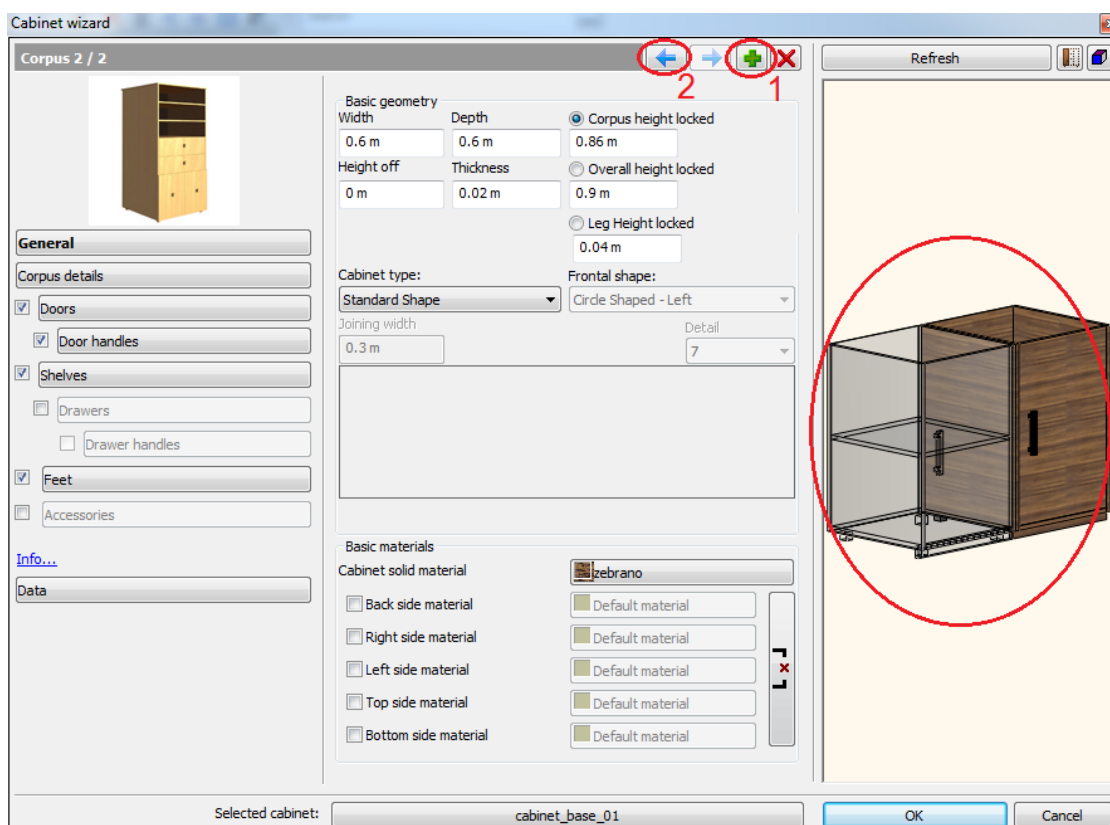 Cabinet wizard
Corpus 2 / 2
2
1
Refresh
Basic geometry
Width
Depth
Corpus height locked
0.6 m
0.6 m
0.86 m
Height off
Thickness
Overall height locked
0 m
0.02 m
0.9 m
Leg Height locked
0.04 m
Cabinet type:
Frontal shape:
Standard Shape
Circle Shaped - Left
Joining width
Detail
0.3 m
7
General
Corpus details
Doors
Door handles
Shelves
Drawers
Drawer handles
Feet
Accessories
Info...
Data
Basic materials
Cabinet solid material
zebrano
Back side material
Default material
Right side material
Default material
Left side material
Default material
Top side material
Default material
Bottom side material
Default material
Selected cabinet:
cabinet_base_01
OK
Cancel